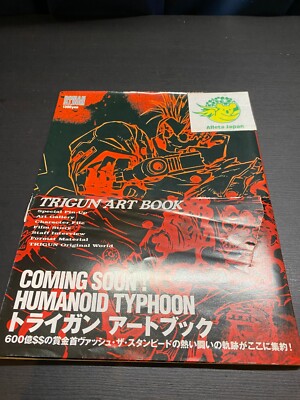 Affetto Japan
TRIGUN ART BOOK
Special Pin-Up
Art Gallery
Character File
Film Story
Staff Interview
Format Material
TRIGUN Original World
COMING SOON!
HUMANOID TYPHOON
トライガン アートブック
600億$$の賞金首ヴァッシュ・ザ・スタンピードの熱い闘いの軌跡がここに集約!